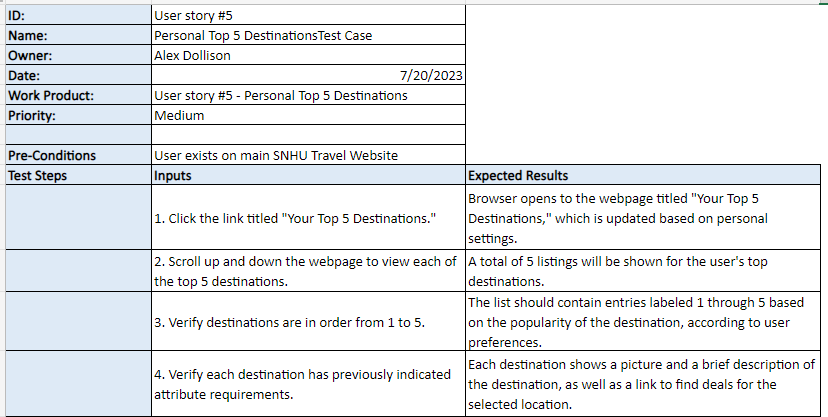 ID: User story #5
Name: Personal Top 5 DestinationsTest Case
Owner: Alex Dollison
Date: 7/20/2023
Work Product: User story #5 - Personal Top 5 Destinations
Priority: Medium
Pre-Conditions User exists on main SNHU Travel Website
Test Steps Inputs Expected Results
1. Click the link titled "Your Top 5 Destinations."
Browser opens to the webpage titled "Your Top 5
Destinations," which is updated based on personal
settings.
2. Scroll up and down the webpage to view each of
the top 5 destinations.
A total of 5 listings will be shown for the user's top
destinations.
3. Verify destinations are in order from 1 to 5.
The list should contain entries labeled 1 through 5 based
on the popularity of the destination, according to user
preferences.
4. Verify each destination has previously indicated
attribute requirements.
Each destination shows a picture and a brief description of
the destination, as well as a link to find deals for the
selected location.